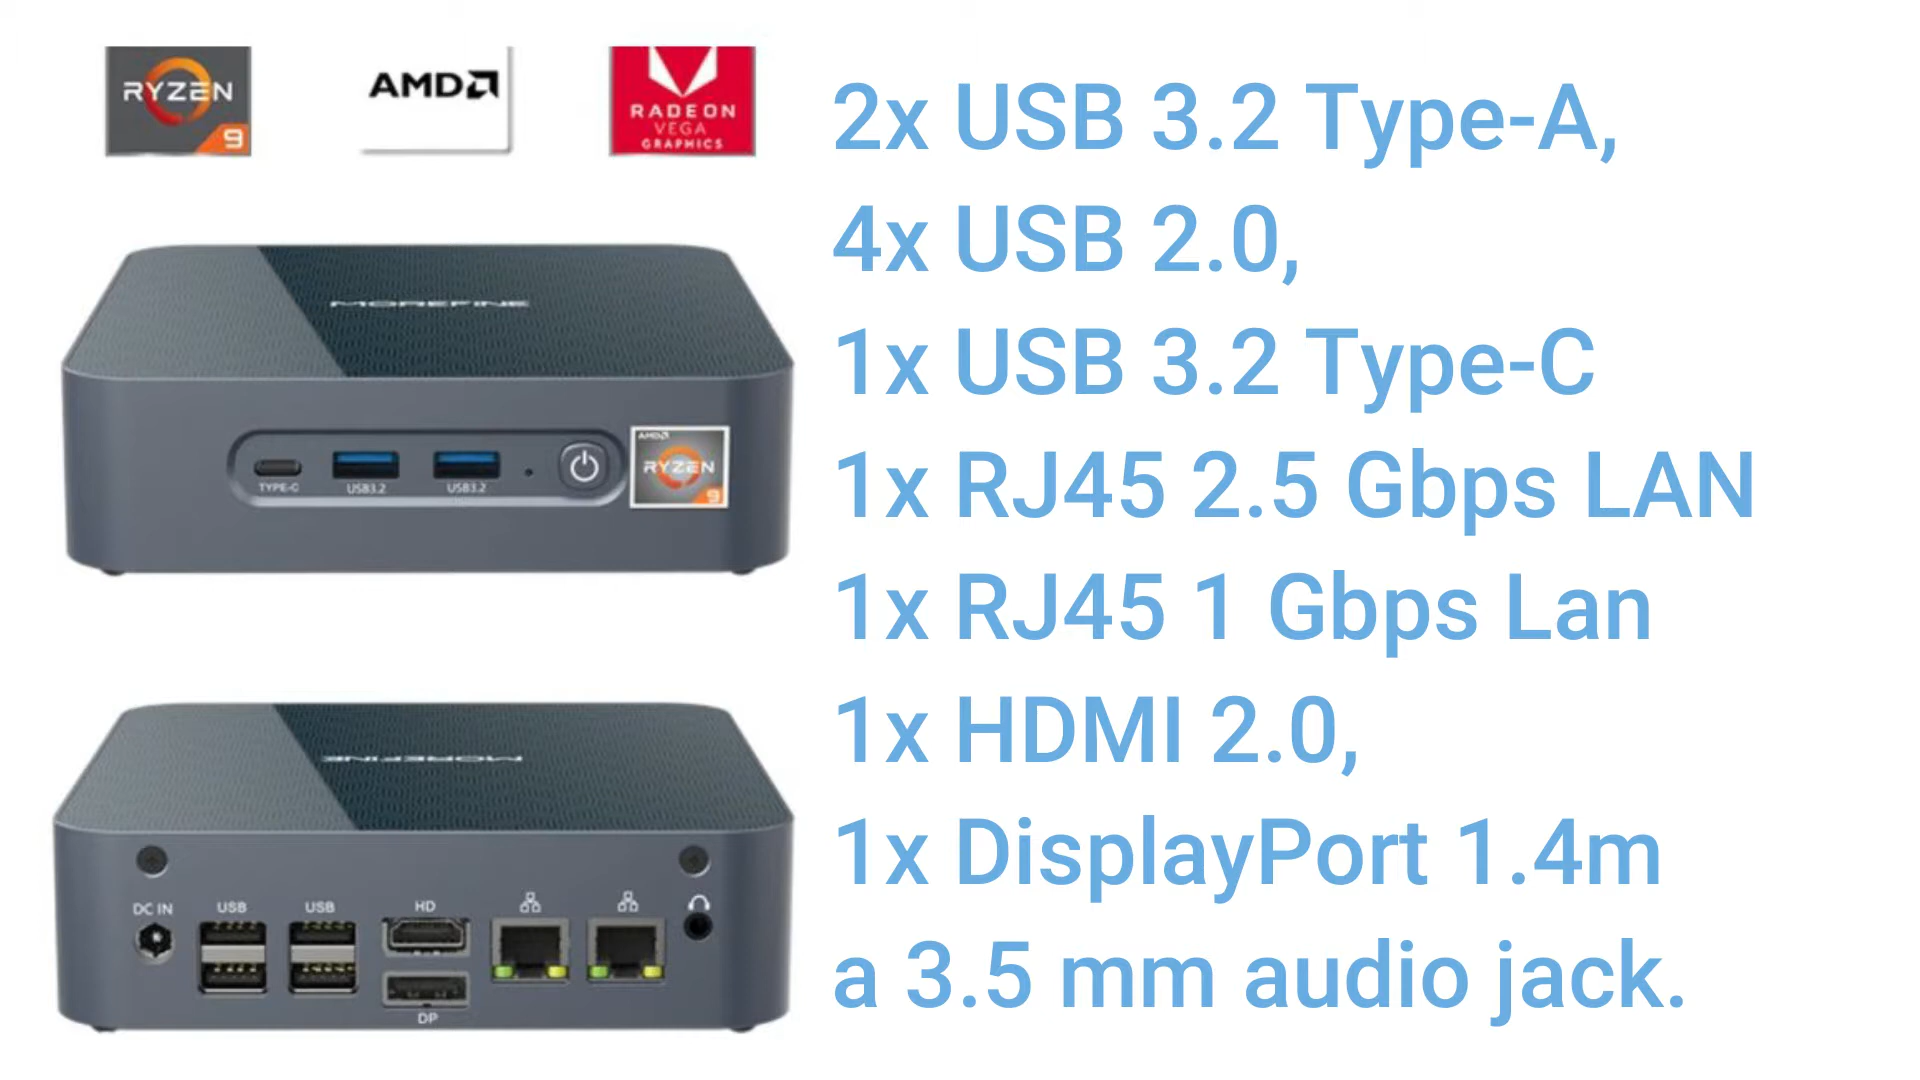 RYZEN
9
AMD
RADEON
VEGA
GRAPHICS
MOREFINE
TYPE-C
USB3.2
USB3.2
AMD
RYZEN
9
MOREFINE
DC IN
USB
USB
HD
DP
2x USB 3.2 Type-A,
4x USB 2.0,
1x USB 3.2 Type-C
1x RJ45 2.5 Gbps LAN
1x RJ45 1 Gbps Lan
1x HDMI 2.0,
1x DisplayPort 1.4m
a 3.5 mm audio jack.